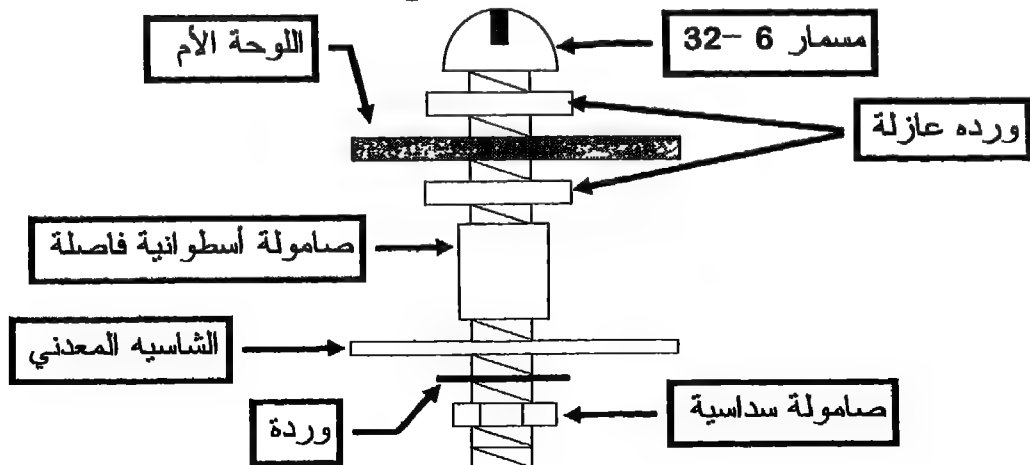 مسمار 6 –32
اللوحة الأم
ورده عازلة
صامولة أسطوانية فاصلة
الشاسيه المعدني
صامولة سداسية
وردة